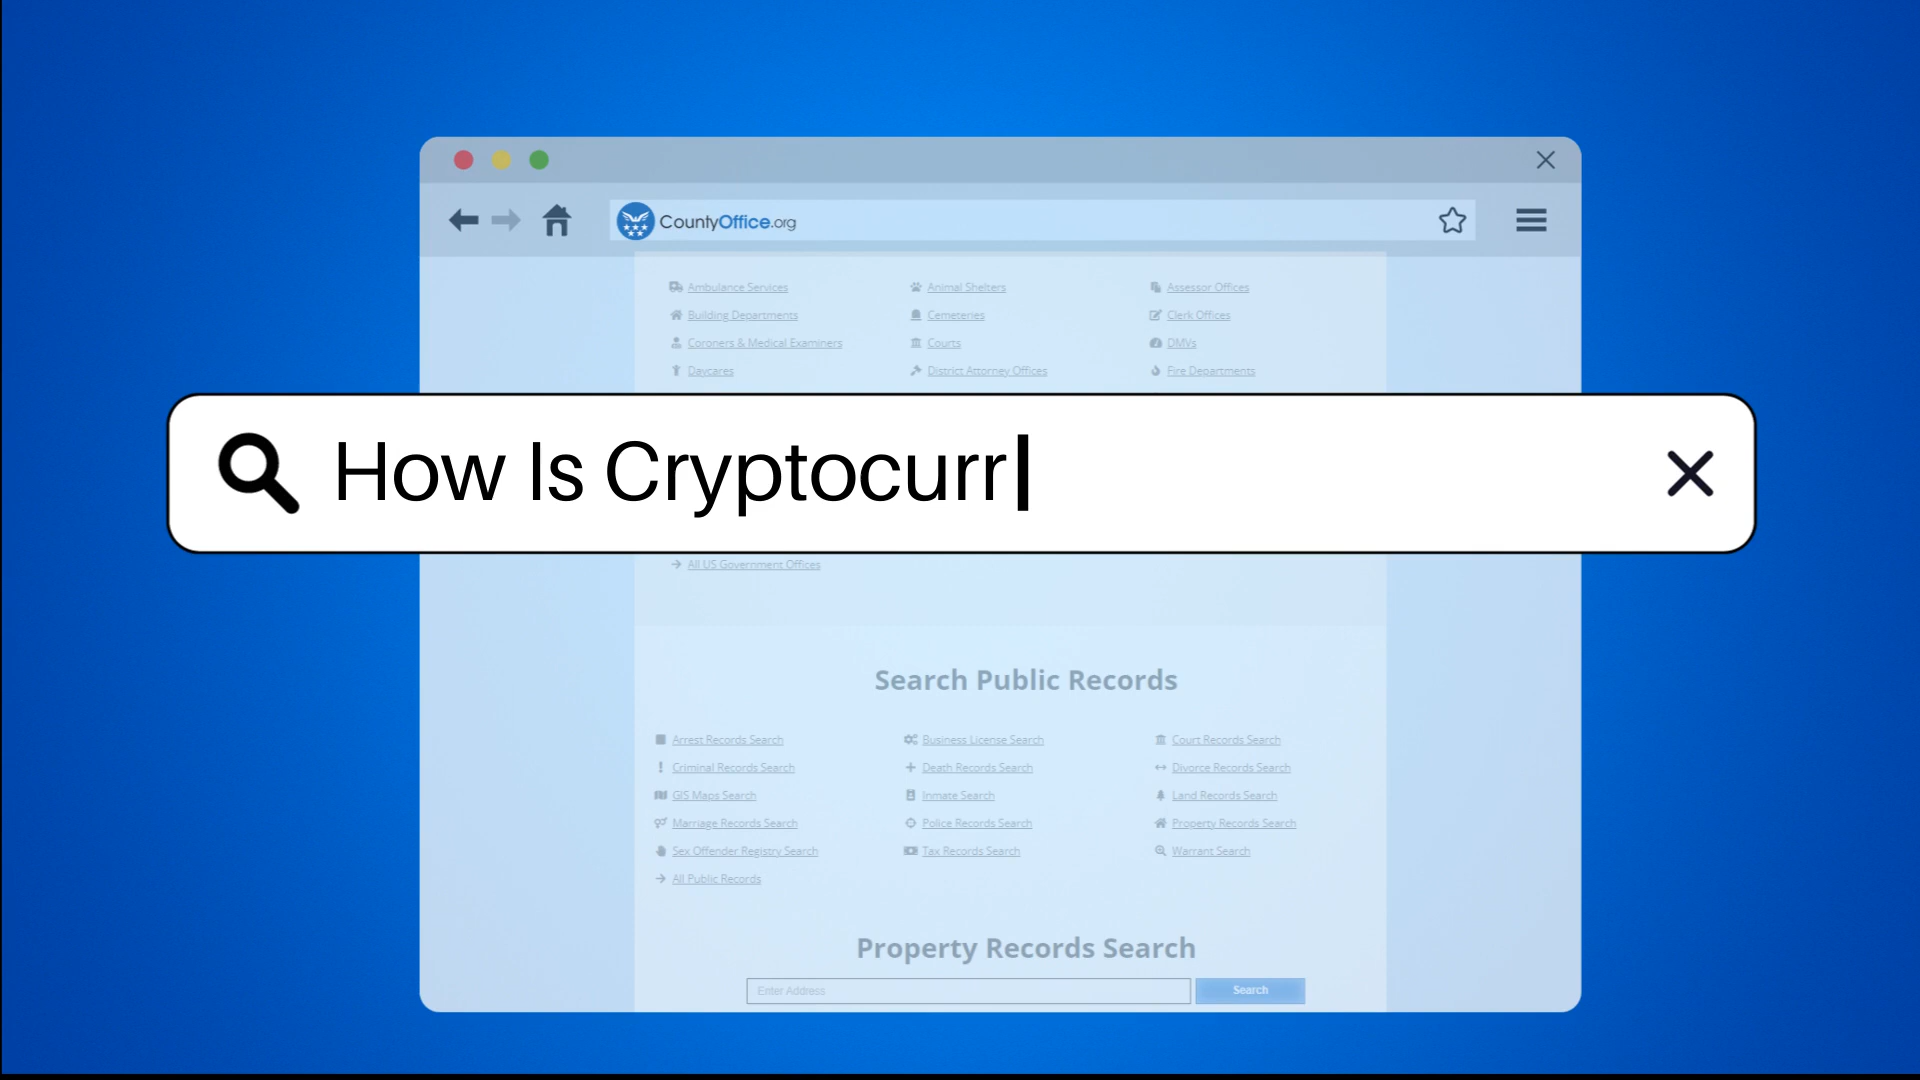 CountyOffice.org
Ambulance Services Animal Shelters Assessor Offices
Building Departments Cemeteries Clerk Offices
Coroners & Medical Examiners Courts DMVs
Daycares District Attorney Offices Fire Departments
How Is Cryptocurr
All US Government Offices
Search Public Records
Arrest Records Search Business License Search Court Records Search
Criminal Records Search Death Records Search Divorce Records Search
GIS Maps Search Inmate Search Land Records Search
Marriage Records Search Police Records Search Property Records Search
Sex Offender Registry Search Tax Records Search Warrant Search
All Public Records
Property Records Search
Enter Address Search